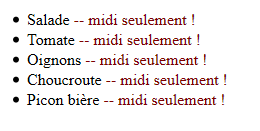 Salade -- midi seulement !
Tomate -- midi seulement !
Oignons -- midi seulement !
Choucroute -- midi seulement !
Picon bière -- midi seulement !